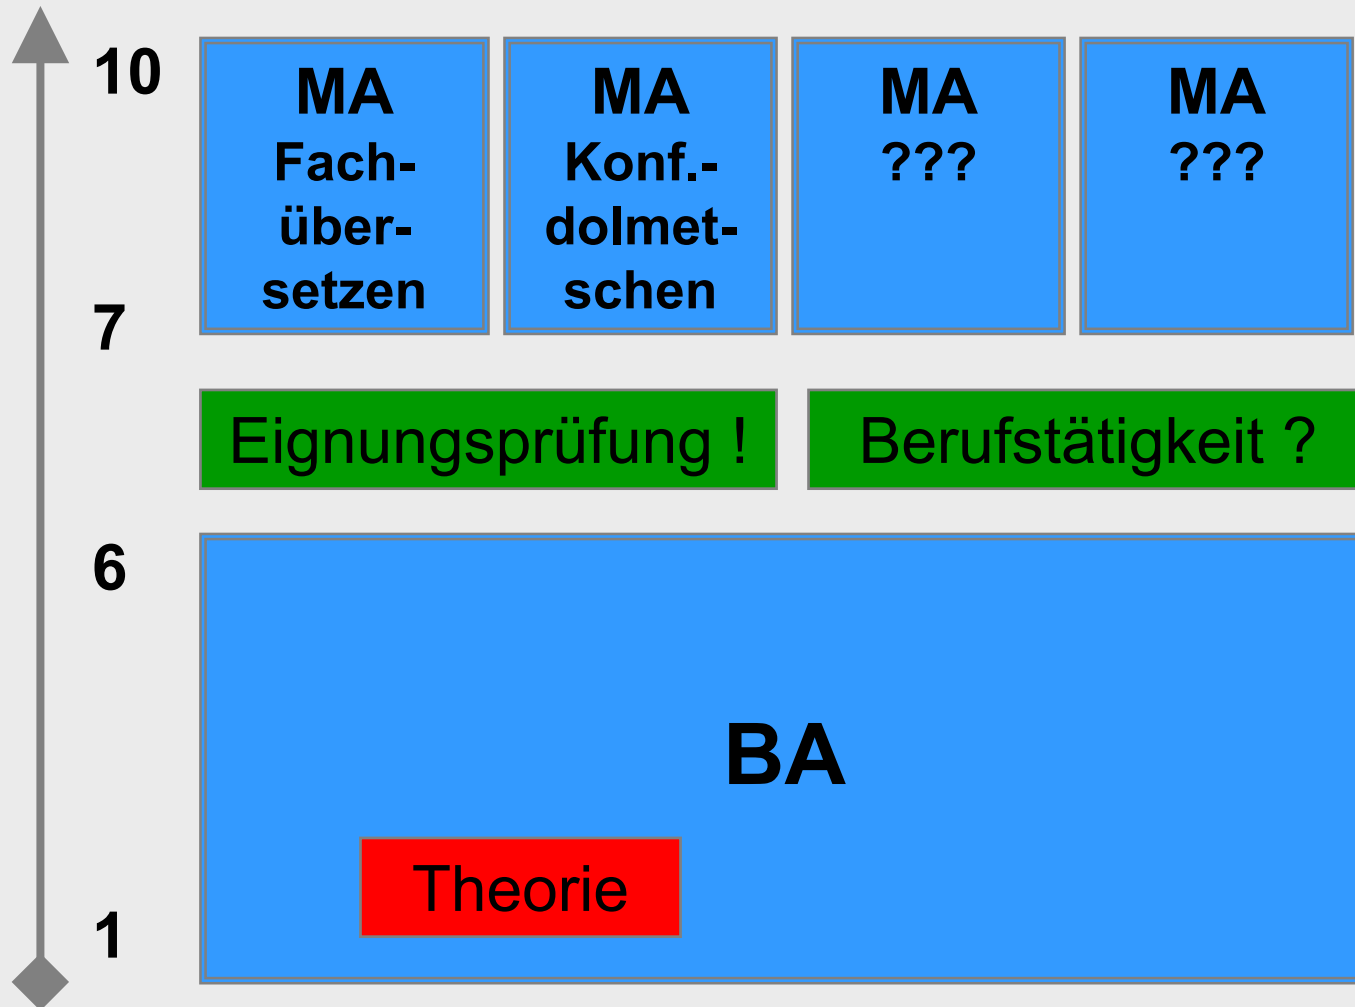 10
MA
Fach-
über-
setzen
MA
Konf.-
dolmet-
schen
MA
???
MA
???
7
Eignungsprüfung !
Berufstätigkeit ?
6
BA
Theorie
1